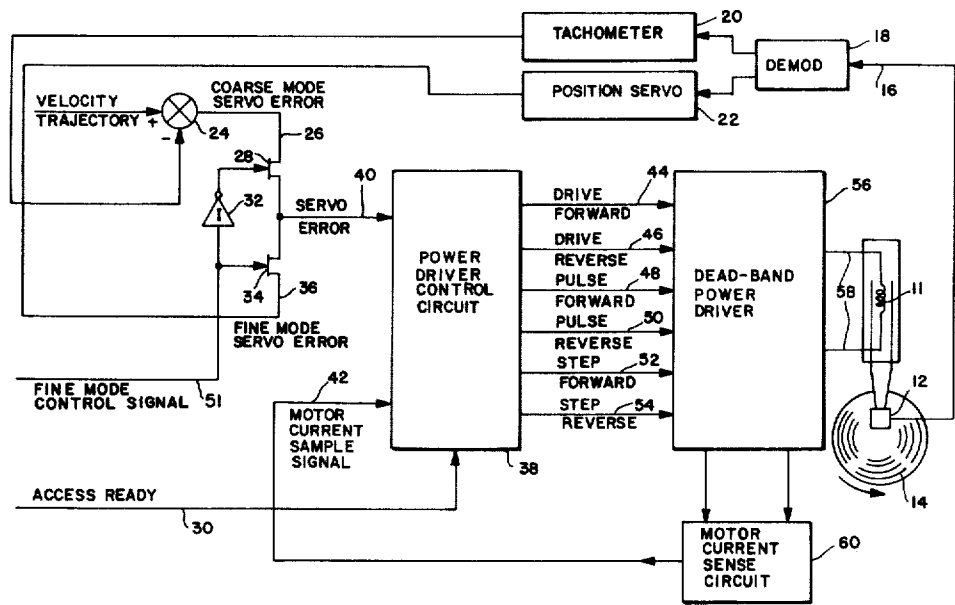 20
TACHOMETER
18
DEMOD
16
POSITION SERVO
22
COARSE MODE
SERVO ERROR
VELOCITY
TRAJECTORY
+
-
24
26
28
I
32
40
SERVO
ERROR
34
36
FINE MODE
SERVO ERROR
FINE MODE
CONTROL SIGNAL
51
42
MOTOR
CURRENT
SAMPLE
SIGNAL
ACCESS READY
30
POWER
DRIVER
CONTROL
CIRCUIT
38
DRIVE
FORWARD
44
DRIVE
REVERSE
46
PULSE
FORWARD
48
PULSE
REVERSE
50
STEP
FORWARD
52
STEP
REVERSE
54
DEAD-BAND
POWER
DRIVER
56
58
11
12
14
MOTOR
CURRENT
SENSE
CIRCUIT
60